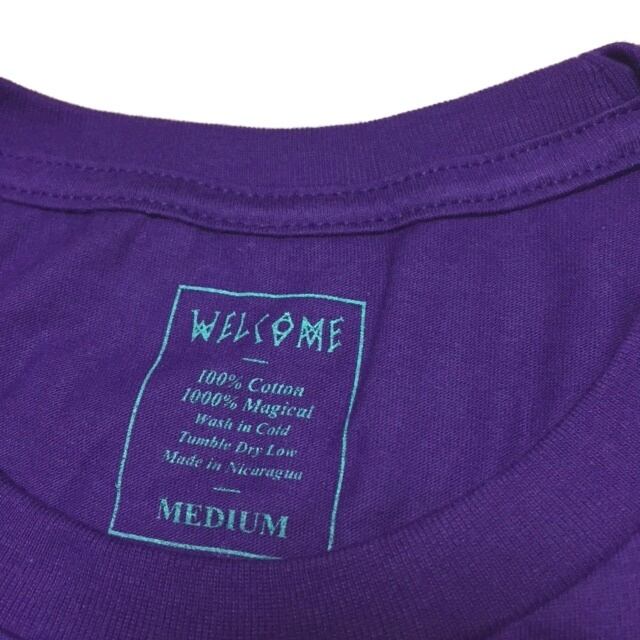 WELCOME
100% Cotton
1000% Magical
Wash in Cold
Tumble Dry Low
Made in Nicaragua
MEDIUM